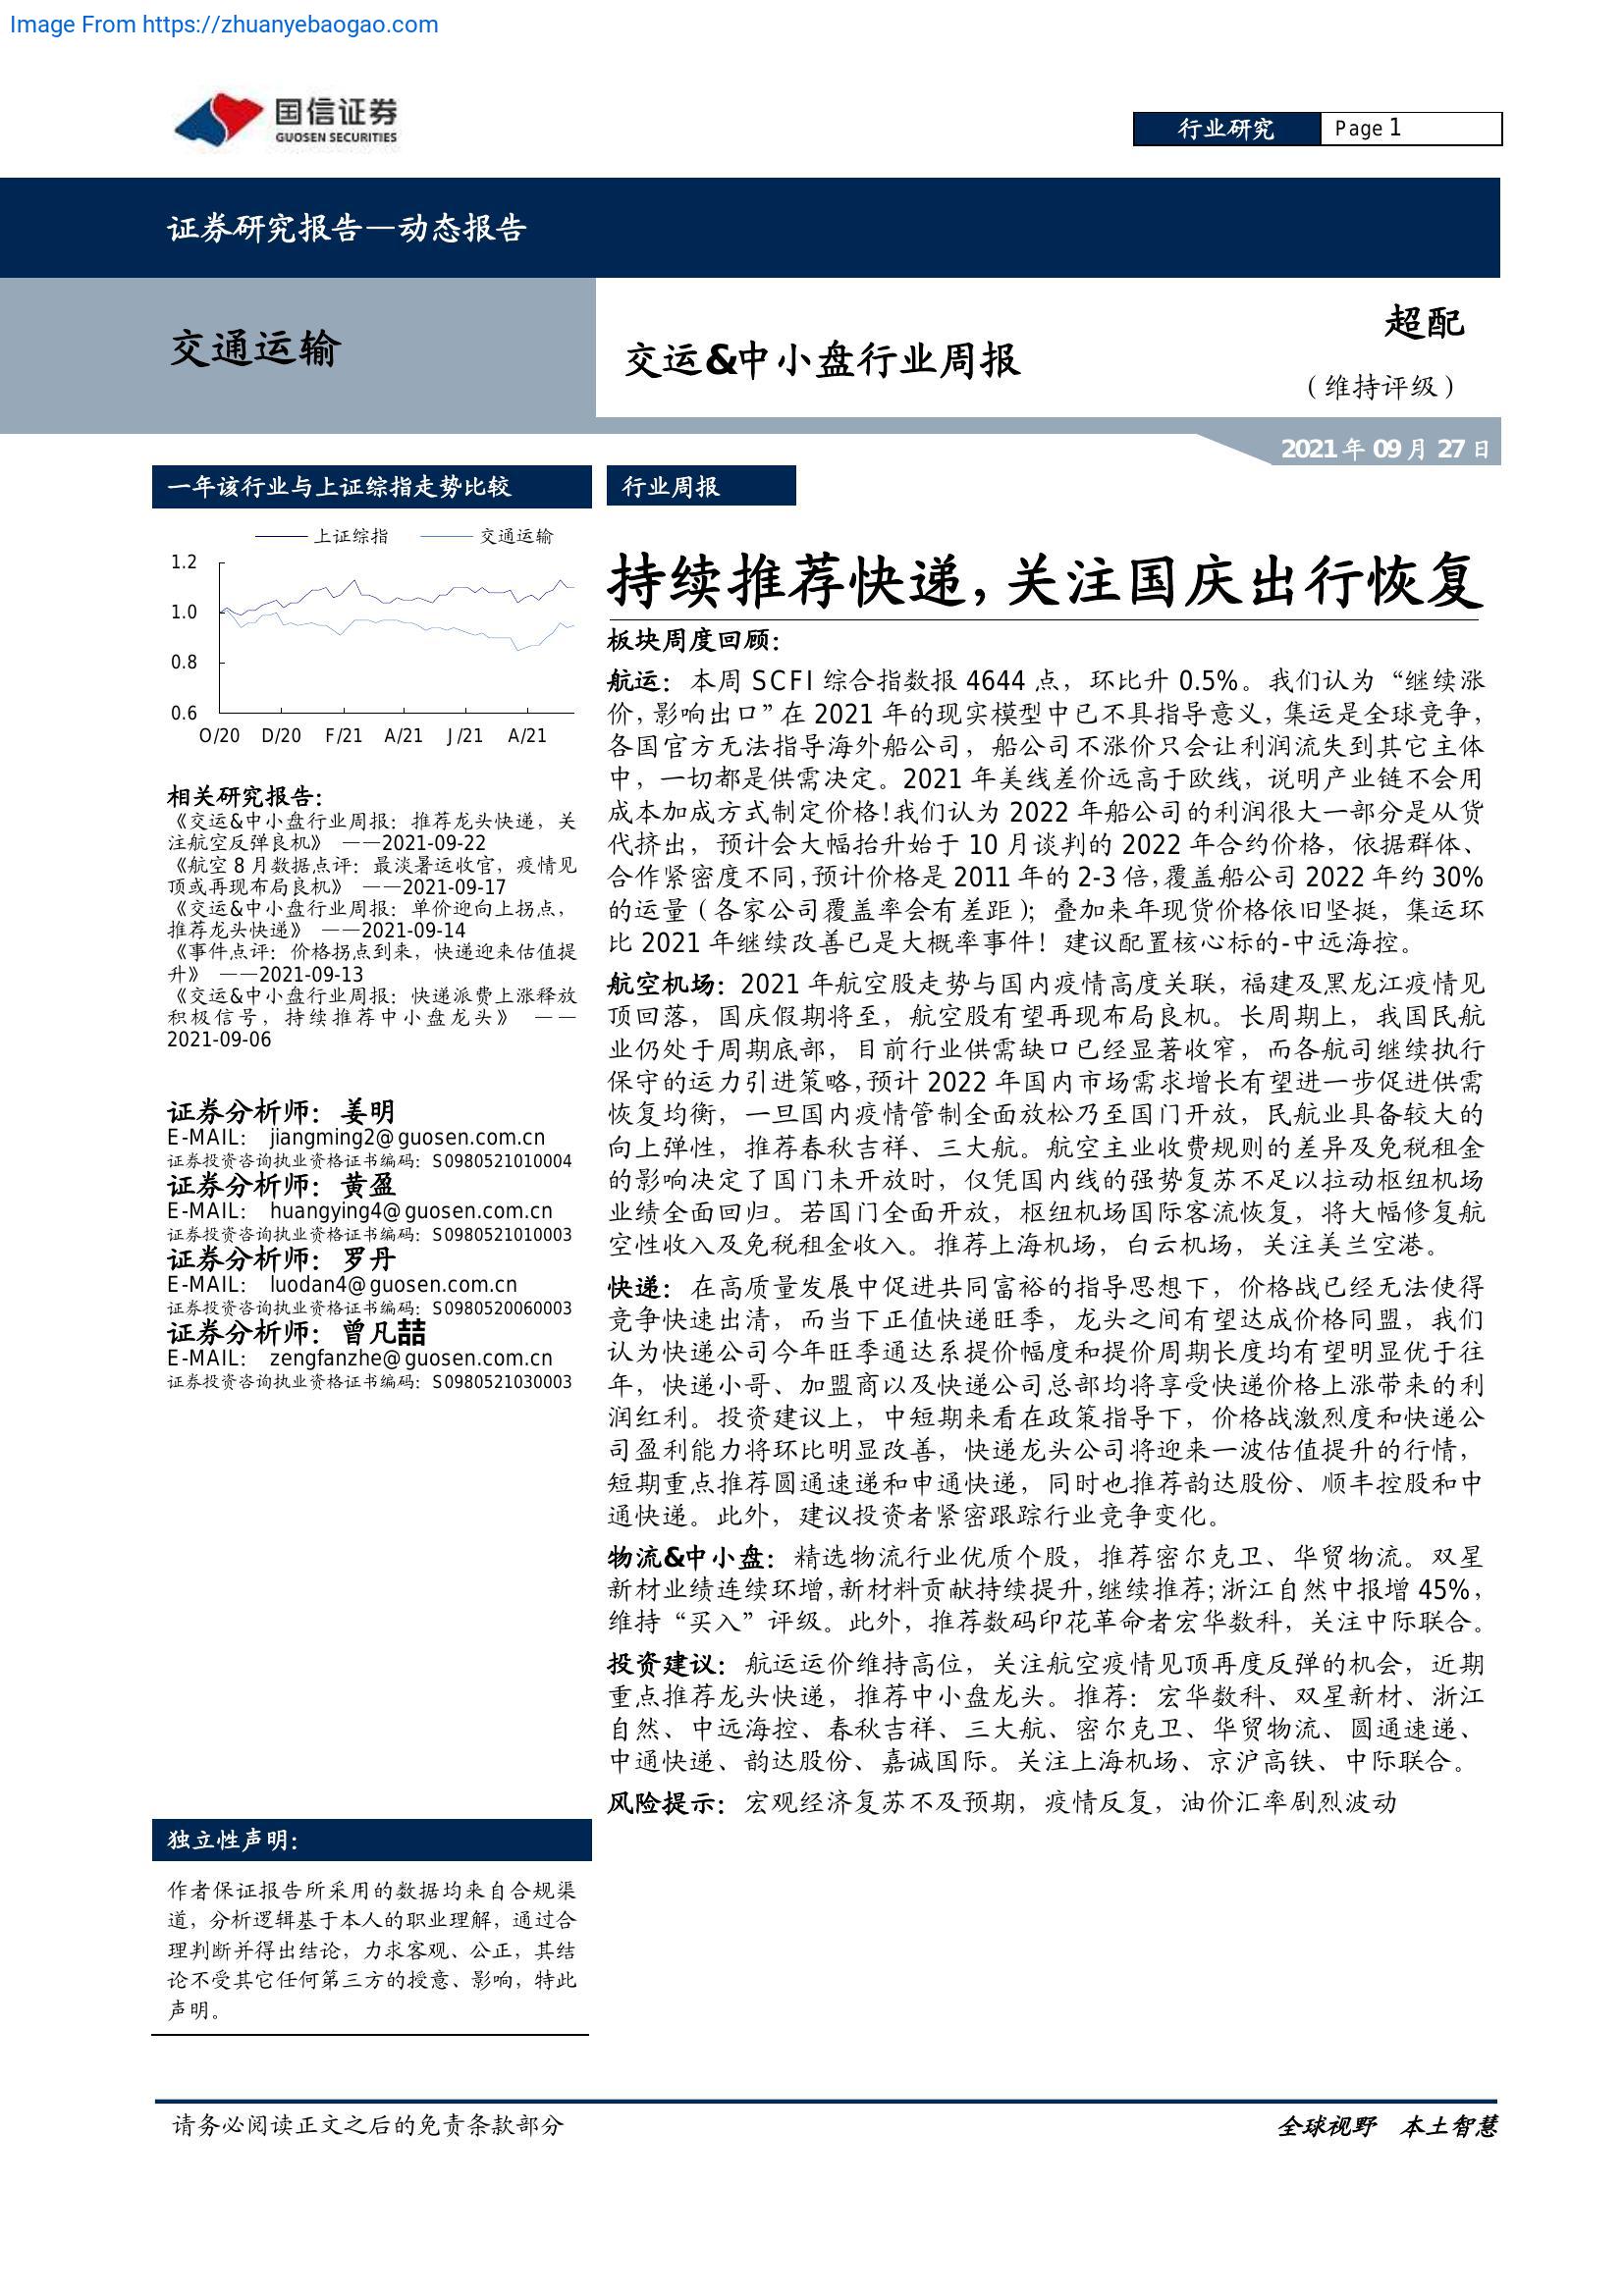 Image From https://zhuanyebaogao.com
国信证券
GUOSEN SECURITIES
行业研究
Page 1
证券研究报告—动态报告
交通运输
交运&中小盘行业周报
超配
（维持评级）
2021 年 09 月 27 日
一年该行业与上证综指走势比较
上证综指 交通运输
1.2
1.0
0.8
0.6
O/20 D/20 F/21 A/21 J/21 A/21
相关研究报告：
《交运&中小盘行业周报：推荐龙头快递，关
注航空反弹良机》 ——2021-09-22
《航空 8 月数据点评：最淡暑运收官，疫情见
顶或再现布局良机》 ——2021-09-17
《交运&中小盘行业周报：单价迎向上拐点，
推荐龙头快递》 ——2021-09-14
《事件点评：价格拐点到来，快递迎来估值提
升》 ——2021-09-13
《交运&中小盘行业周报：快递派费上涨释放
积极信号，持续推荐中小盘龙头》 ——
2021-09-06
证券分析师：姜明
E-MAIL： jiangming2@guosen.com.cn
证券投资咨询执业资格证书编码：S0980521010004
证券分析师：黄盈
E-MAIL： huangying4@guosen.com.cn
证券投资咨询执业资格证书编码：S0980521010003
证券分析师：罗丹
E-MAIL： luodan4@guosen.com.cn
证券投资咨询执业资格证书编码：S0980520060003
证券分析师：曾凡喆
E-MAIL： zengfanzhe@guosen.com.cn
证券投资咨询执业资格证书编码：S0980521030003
独立性声明：
作者保证报告所采用的数据均来自合规渠
道，分析逻辑基于本人的职业理解，通过合
理判断并得出结论，力求客观、公正，其结
论不受其它任何第三方的授意、影响，特此
声明。
行业周报
持续推荐快递，关注国庆出行恢复
板块周度回顾：
航运：本周 SCFI 综合指数报 4644 点，环比升 0.5%。我们认为“继续涨
价，影响出口”在 2021 年的现实模型中已不具指导意义，集运是全球竞争，
各国官方无法指导海外船公司，船公司不涨价只会让利润流失到其它主体
中，一切都是供需决定。2021 年美线差价远高于欧线，说明产业链不会用
成本加成方式制定价格！我们认为 2022 年船公司的利润很大一部分是从货
代挤出，预计会大幅抬升始于 10 月谈判的 2022 年合约价格，依据群体、
合作紧密度不同，预计价格是 2011 年的 2-3 倍，覆盖船公司 2022 年约 30%
的运量（各家公司覆盖率会有差距）；叠加来年现货价格依旧坚挺，集运环
比 2021 年继续改善已是大概率事件！建议配置核心标的-中远海控。
航空机场：2021 年航空股走势与国内疫情高度关联，福建及黑龙江疫情见
顶回落，国庆假期将至，航空股有望再现布局良机。长周期上，我国民航
业仍处于周期底部，目前行业供需缺口已经显著收窄，而各航司继续执行
保守的运力引进策略，预计 2022 年国内市场需求增长有望进一步促进供需
恢复均衡，一旦国内疫情管制全面放松乃至国门开放，民航业具备较大的
向上弹性，推荐春秋吉祥、三大航。航空主业收费规则的差异及免税租金
的影响决定了国门未开放时，仅凭国内线的强势复苏不足以拉动枢纽机场
业绩全面回归。若国门全面开放，枢纽机场国际客流恢复，将大幅修复航
空性收入及免税租金收入。推荐上海机场，白云机场，关注美兰空港。
快递：在高质量发展中促进共同富裕的指导思想下，价格战已经无法使得
竞争快速出清，而当下正值快递旺季，龙头之间有望达成价格同盟，我们
认为快递公司今年旺季通达系提价幅度和提价周期长度均有望明显优于往
年，快递小哥、加盟商以及快递公司总部均将享受快递价格上涨带来的利
润红利。投资建议上，中短期来看在政策指导下，价格战激烈度和快递公
司盈利能力将环比明显改善，快递龙头公司将迎来一波估值提升的行情，
短期重点推荐圆通速递和申通快递，同时也推荐韵达股份、顺丰控股和中
通快递。此外，建议投资者紧密跟踪行业竞争变化。
物流&中小盘：精选物流行业优质个股，推荐密尔克卫、华贸物流。双星
新材业绩连续环增，新材料贡献持续提升，继续推荐；浙江自然中报增 45%，
维持“买入”评级。此外，推荐数码印花革命者宏华数科，关注中际联合。
投资建议：航运运价维持高位，关注航空疫情见顶再度反弹的机会，近期
重点推荐龙头快递，推荐中小盘龙头。推荐：宏华数科、双星新材、浙江
自然、中远海控、春秋吉祥、三大航、密尔克卫、华贸物流、圆通速递、
中通快递、韵达股份、嘉诚国际。关注上海机场、京沪高铁、中际联合。
风险提示：宏观经济复苏不及预期，疫情反复，油价汇率剧烈波动
请务必阅读正文之后的免责条款部分
全球视野 本土智慧